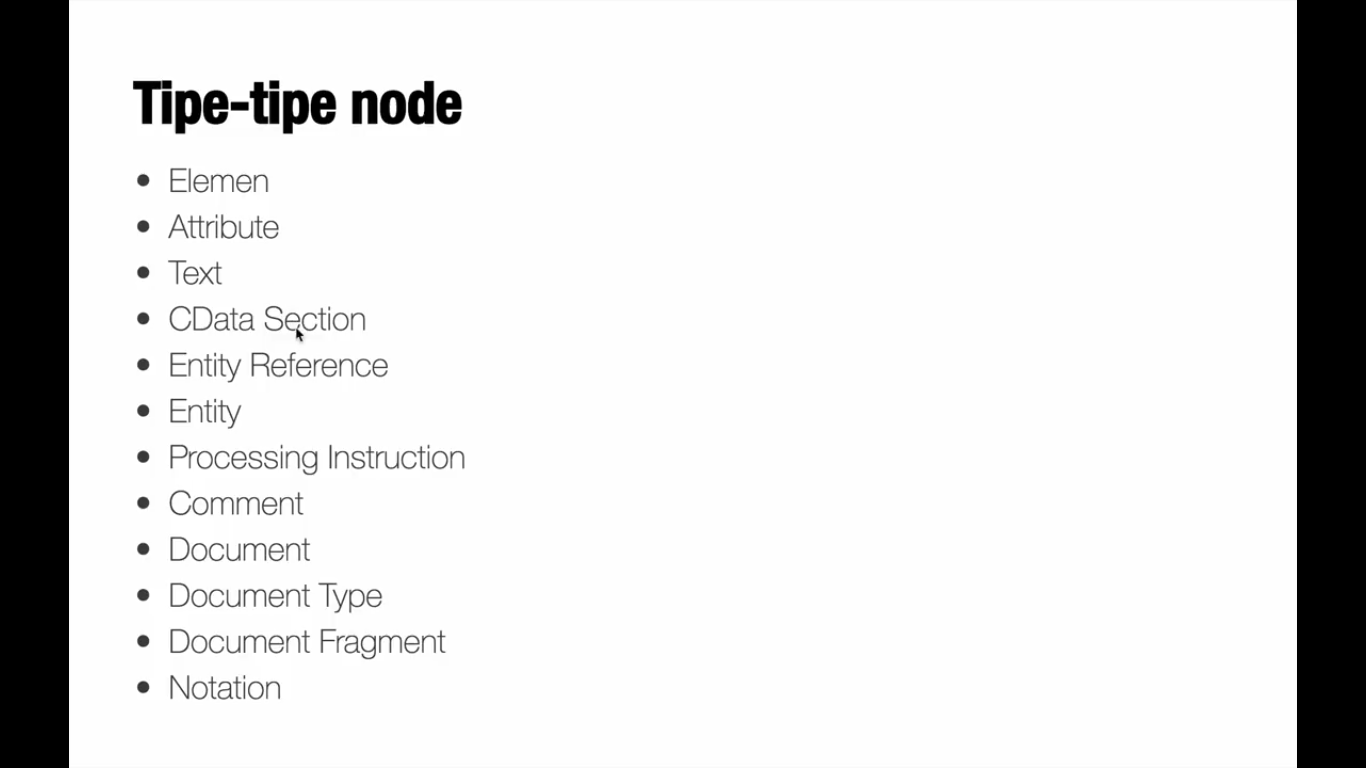 Tipe-tipe node
• Elemen
• Attribute
• Text
• CData Section
• Entity Reference
• Entity
• Processing Instruction
• Comment
• Document
• Document Type
• Document Fragment
• Notation